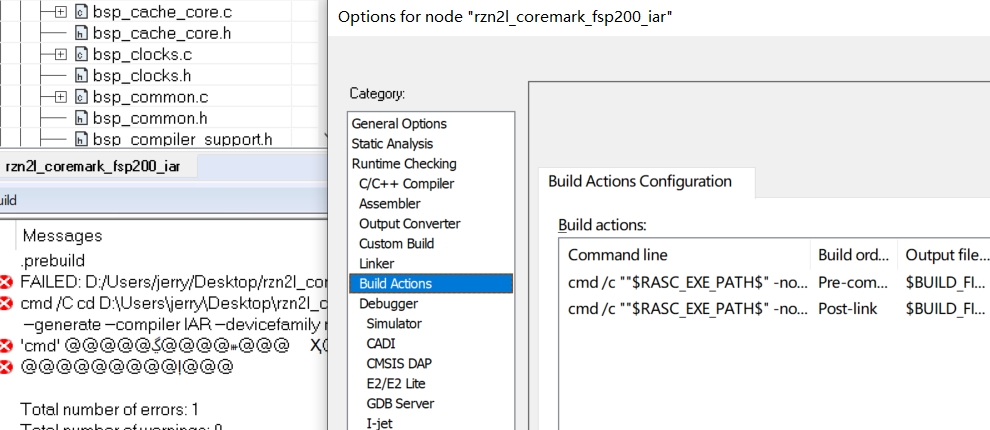 bsp_cache_core.c
bsp_cache_core.h
bsp_clocks.c
bsp_clocks.h
bsp_common.c
bsp_common.h
bsp_compiler_support.h
rzn2l_coremark_fsp200_iar
uild
Messages
.prebuild
FAILED: D:/Users/jerry/Desktop/rzn2l_co
cmd /C cd D:\Users\jerry\Desktop\rzn2l_c
–generate –compiler IAR –devicefamily r
'cmd' @@@@@گ@@@@⁎@@@ Ҳ@
@@@@@@@@@أ@@@
Total number of errors: 1
Total number of warnings: 0
Options for node "rzn2l_coremark_fsp200_iar"
Category:
General Options
Static Analysis
Runtime Checking
C/C++ Compiler
Assembler
Output Converter
Custom Build
Linker
Build Actions
Debugger
Simulator
CADI
CMSIS DAP
E2/E2 Lite
GDB Server
I-jet
Build Actions Configuration
Build actions:
Command line Build ord... Output file...
cmd /c ""$RASC_EXE_PATH$" -no... Pre-com... $BUILD_FI...
cmd /c ""$RASC_EXE_PATH$" -no... Post-link $BUILD_FI...